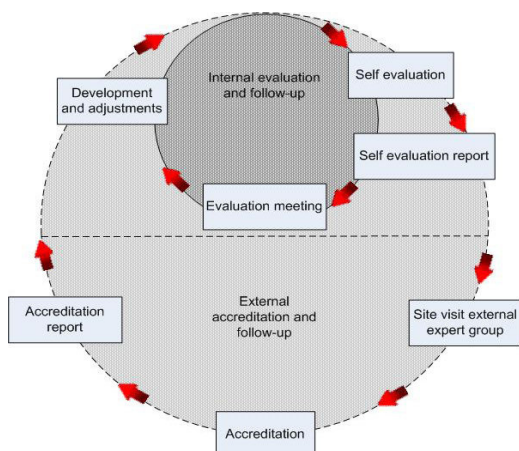 Internal evaluation
and follow-up
Self evaluation
Development
and adjustments
Self evaluation report
Evaluation meeting
External
accreditation and
follow-up
Accreditation
report
Site visit external
expert group
Accreditation